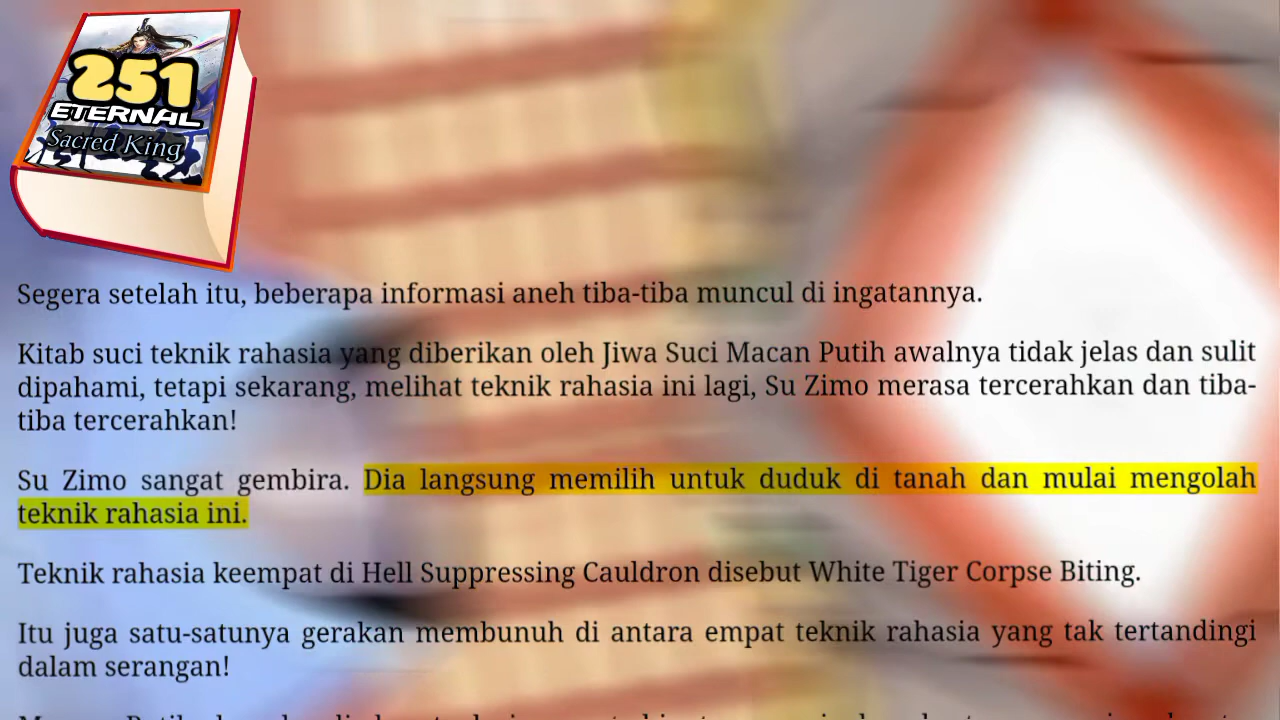 251
ETERNAL
Sacred King
Segera setelah itu, beberapa informasi aneh tiba-tiba muncul di ingatannya.
Kitab suci teknik rahasia yang diberikan oleh Jiwa Suci Macan Putih awalnya tidak jelas dan sulit
dipahami, tetapi sekarang, melihat teknik rahasia ini lagi, Su Zimo merasa tercerahkan dan tiba-
tiba tercerahkan!
Su Zimo sangat gembira. Dia langsung memilih untuk duduk di tanah dan mulai mengolah
teknik rahasia ini.
Teknik rahasia keempat di Hell Suppressing Cauldron disebut White Tiger Corpse Biting.
Itu juga satu-satunya gerakan membunuh di antara empat teknik rahasia yang tak tertandingi
dalam serangan!